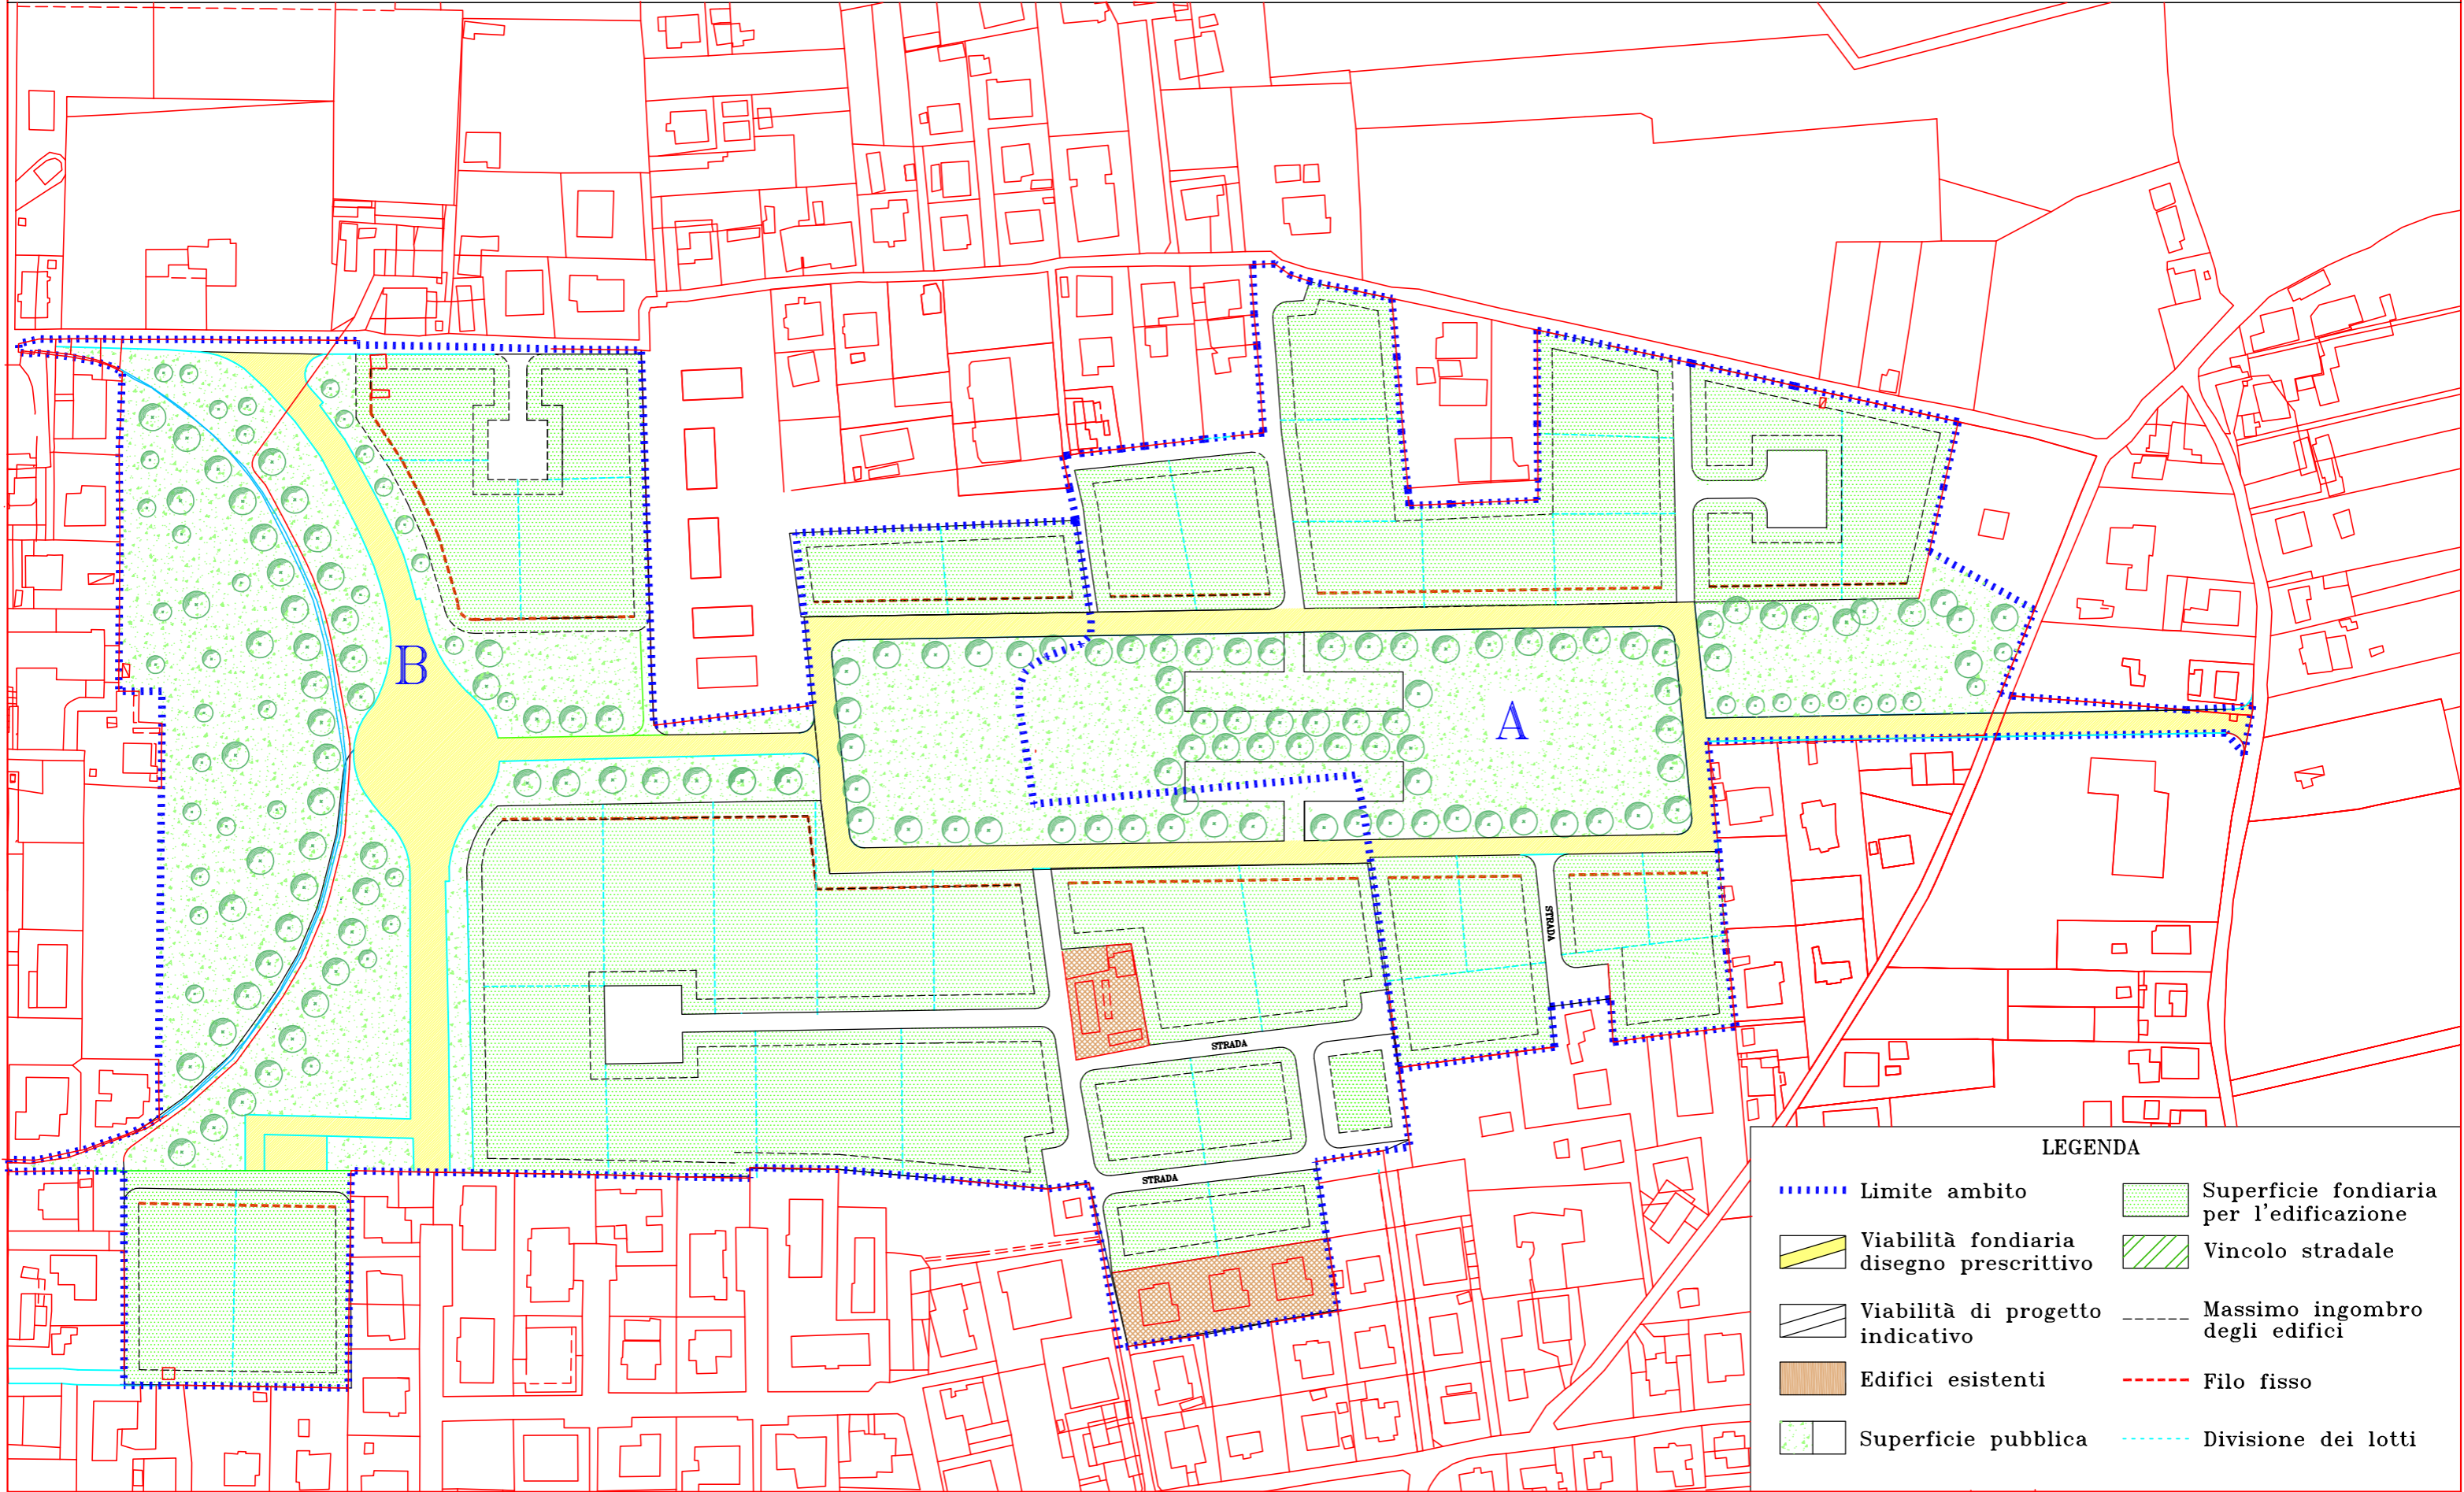 B
A
STRADA
STRADA
STRADA
LEGENDA
Limite ambito
Viabilità fondiaria
disegno prescrittivo
Viabilità di progetto
indicativo
Edifici esistenti
Superficie pubblica
Superficie fondiaria
per l'edificazione
Vincolo stradale
Massimo ingombro
degli edifici
Filo fisso
Divisione dei lotti